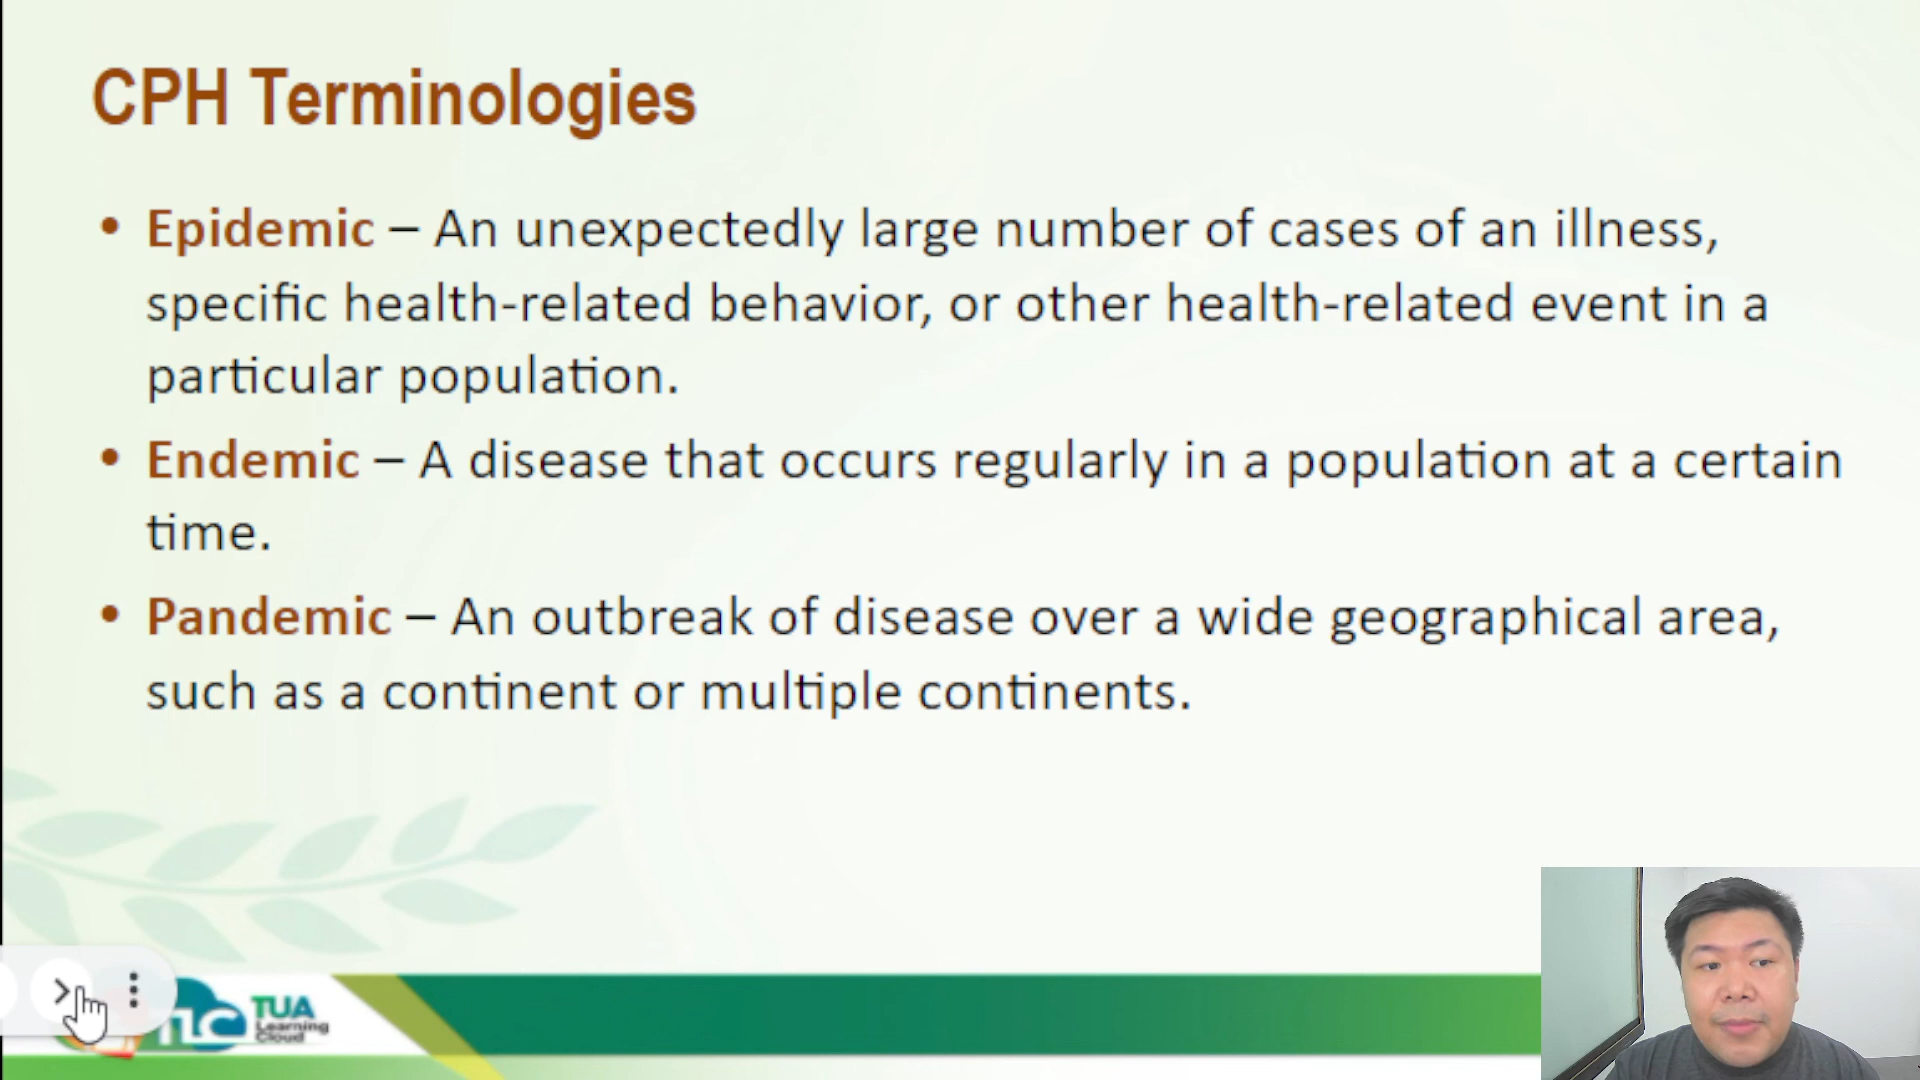 CPH Terminologies
• Epidemic – An unexpectedly large number of cases of an illness,
specific health-related behavior, or other health-related event in a
particular population.
• Endemic – A disease that occurs regularly in a population at a certain
time.
• Pandemic – An outbreak of disease over a wide geographical area,
such as a continent or multiple continents.
TLC
TUA
Learning
Cloud